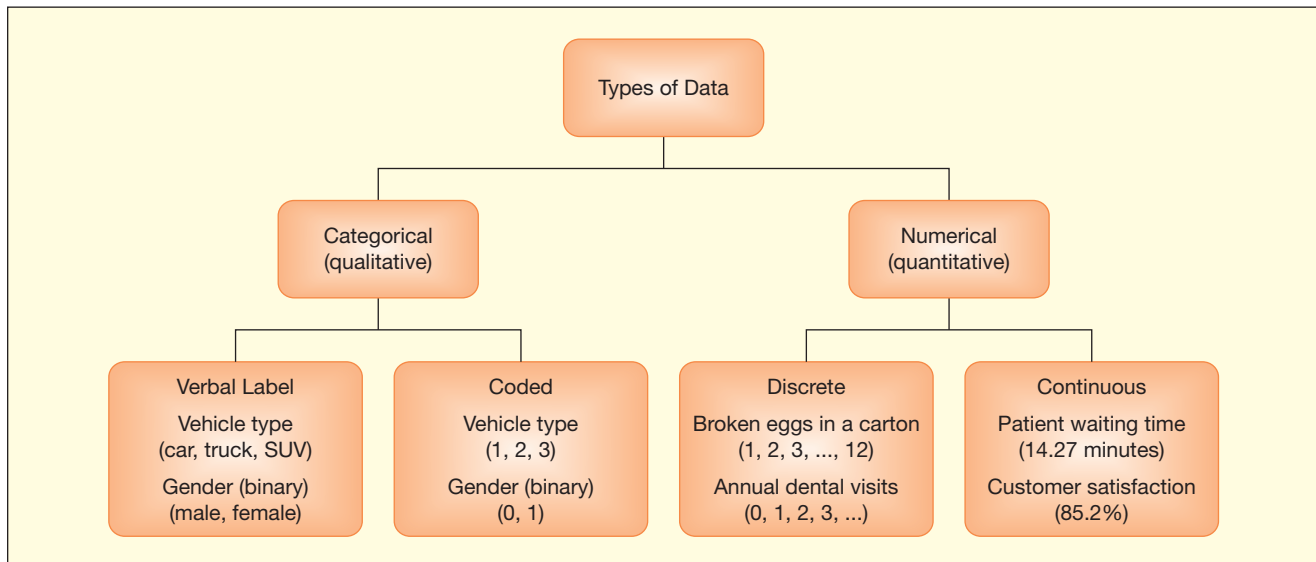 Types of Data
Categorical
(qualitative)
Numerical
(quantitative)
Verbal Label
Vehicle type
(car, truck, SUV)
Gender (binary)
(male, female)
Coded
Vehicle type
(1, 2, 3)
Gender (binary)
(0, 1)
Discrete
Broken eggs in a carton
(1, 2, 3, ..., 12)
Annual dental visits
(0, 1, 2, 3, ...)
Continuous
Patient waiting time
(14.27 minutes)
Customer satisfaction
(85.2%)